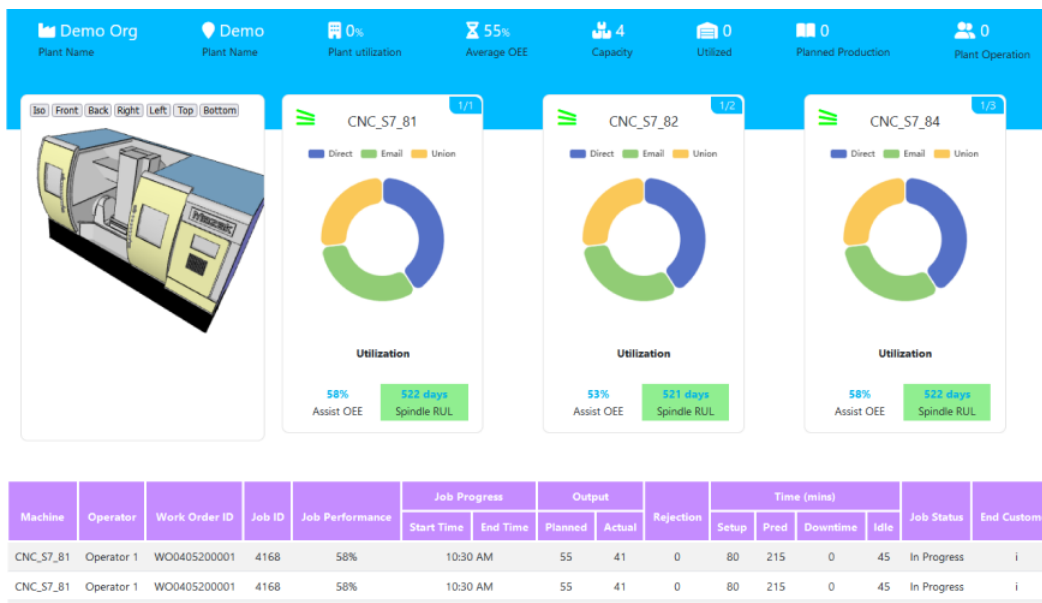 Demo Org Demo 0% 55% 4 0 0 0
Plant Name Plant Name Plant utilization Average OEE Capacity Utilized Planned Production Plant Operation
Iso Front Back Right Left Top Bottom
1/1
CNC_S7_81
Direct Email Union
Utilization
58% 522 days
Assist OEE Spindle RUL
1/2
CNC_S7_82
Direct Email Union
Utilization
53% 521 days
Assist OEE Spindle RUL
1/3
CNC_S7_84
Direct Email Union
Utilization
58% 522 days
Assist OEE Spindle RUL
Job Progress Output Time (mins)
Machine Operator Work Order ID Job ID Job Performance Rejection Job Status End Custom
Start Time End Time Planned Actual Setup Pred Downtime Idle
CNC_S7_81 Operator 1 WO0405200001 4168 58% 10:30 AM 55 41 0 80 215 0 45 In Progress i
CNC_S7_81 Operator 1 WO0405200001 4168 58% 10:30 AM 55 41 0 80 215 0 45 In Progress i